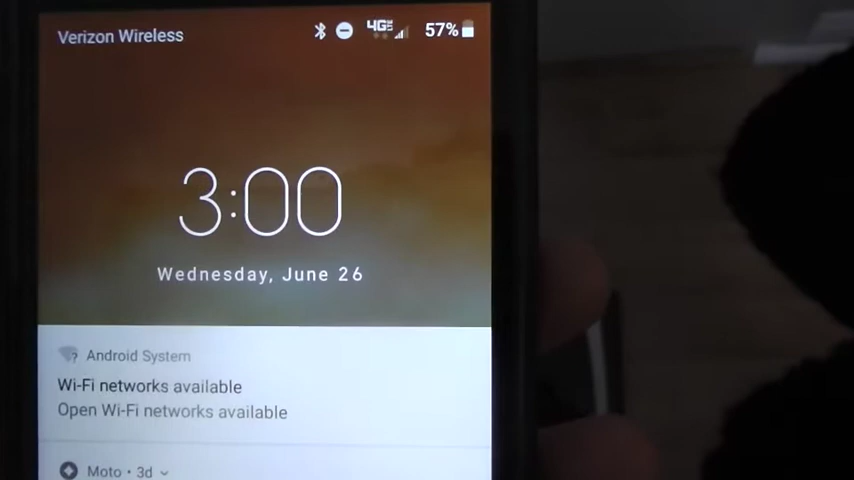 Verizon Wireless 4G LTE 57%
3:00
Wednesday, June 26
Android System
Wi-Fi networks available
Open Wi-Fi networks available
Moto • 3d